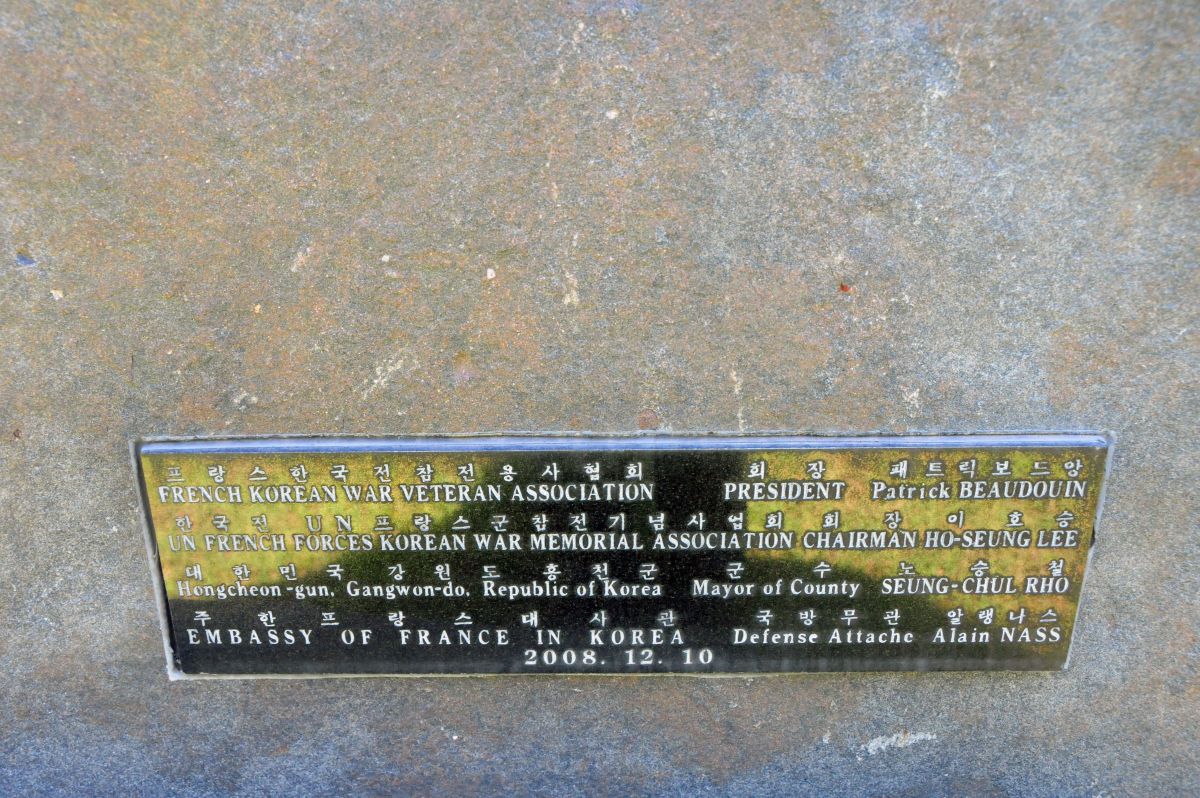 프랑스한국전참전용사협회 회장 패트릭보드앙
FRENCH KOREAN WAR VETERAN ASSOCIATION PRESIDENT Patrick BEAUDOUIN
한국전 UN프랑스군참전기념사업회회장이호승
UN FRENCH FORCES KOREAN WAR MEMORIAL ASSOCIATION CHAIRMAN HO-SEUNG LEE
대한민국강원도홍천군 군수 노승철
Hongcheon-gun, Gangwon-do, Republic of Korea Mayor of County SEUNG-CHUL RHO
주한프랑스대사관 국방무관 알랭나스
EMBASSY OF FRANCE IN KOREA Defense Attache Alain NASS
2008. 12. 10